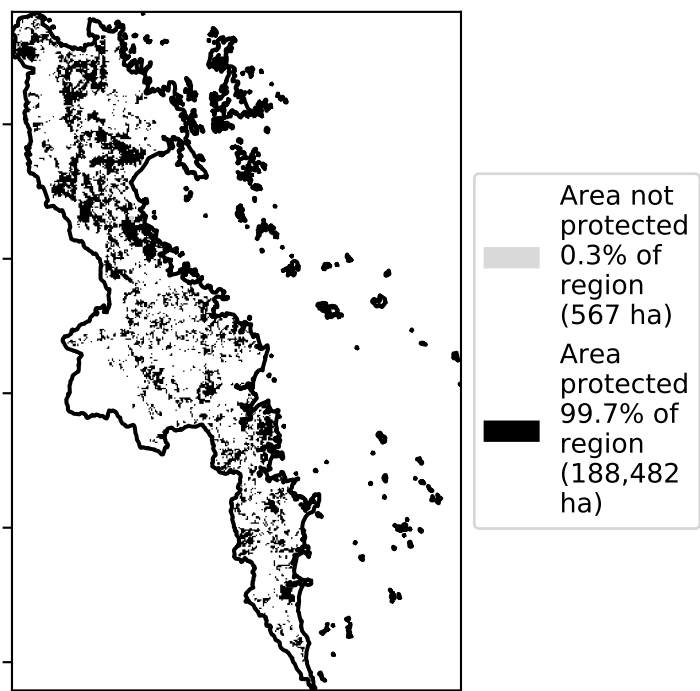 Area not
protected
0.3% of
region
(567 ha)
Area
protected
99.7% of
region
(188,482
ha)